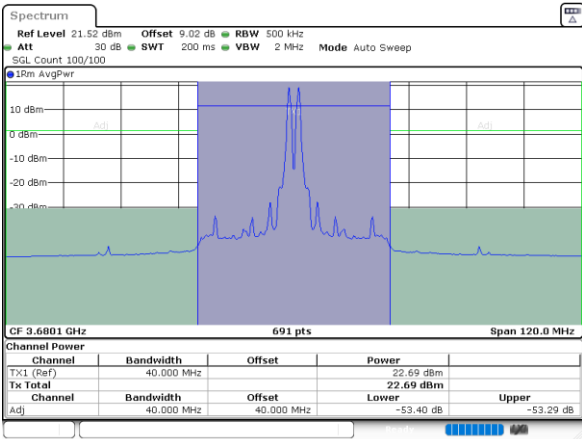 Spectrum
Ref Level 21.52 dBm Offset 9.02 dB RBW 500 kHz
Att 30 dB SWT 200 ms VBW 2 MHz Mode Auto Sweep
SGL Count 100/100
1Rm AvgPwr
10 dBm
Adj Adj
0 dBm
-10 dBm
-20 dBm
-30 dBm
CF 3.6801 GHz 691 pts Span 120.0 MHz
Channel Power
Channel Bandwidth Offset Power
TX1 (Ref) 40.000 MHz 22.69 dBm
Tx Total 22.69 dBm
Channel Bandwidth Offset Lower Upper
Adj 40.000 MHz 40.000 MHz -53.40 dB -53.29 dB
Ready